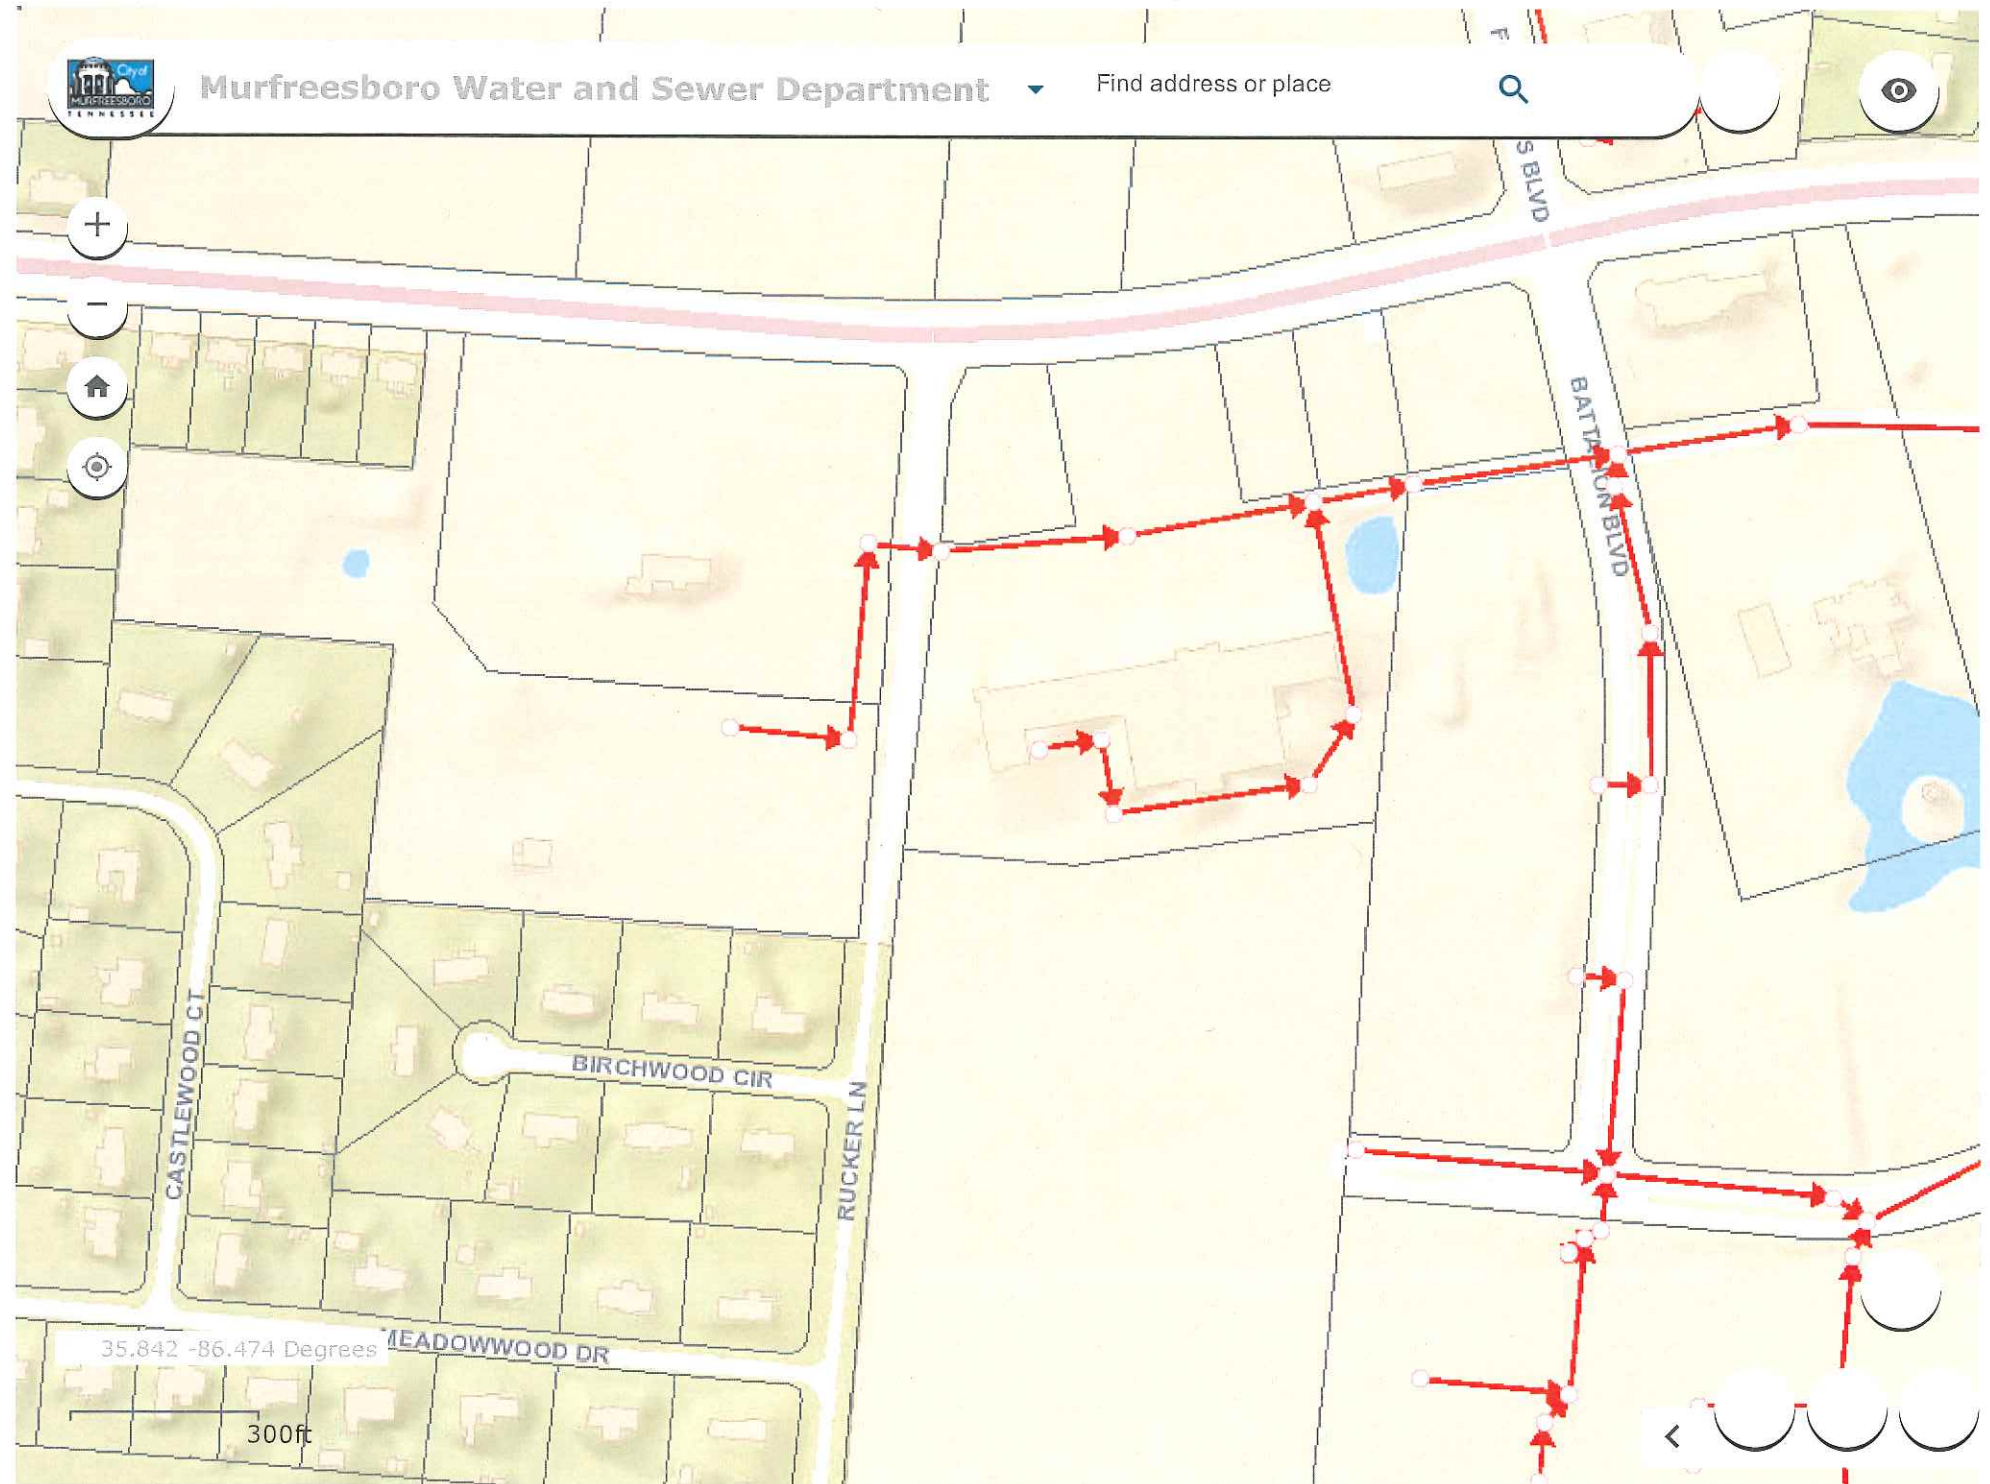 City of
MURFREESBORO
TENNESSEE
Murfreesboro Water and Sewer Department
Find address or place
S BLVD
BATTALION BLVD
CASTLEWOOD CT
BIRCHWOOD CIR
RUCKER LN
MEADOWWOOD DR
35.842 -86.474 Degrees
300ft